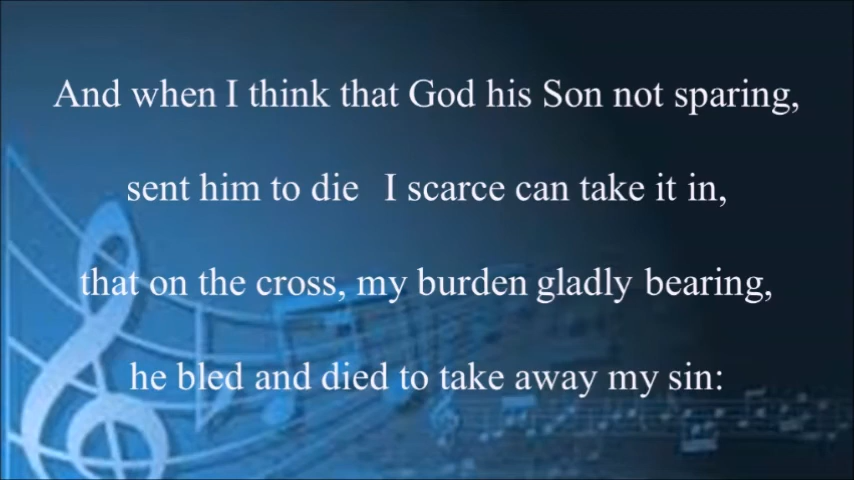 And when I think that God his Son not sparing,
sent him to die I scarce can take it in,
that on the cross, my burden gladly bearing,
he bled and died to take away my sin: